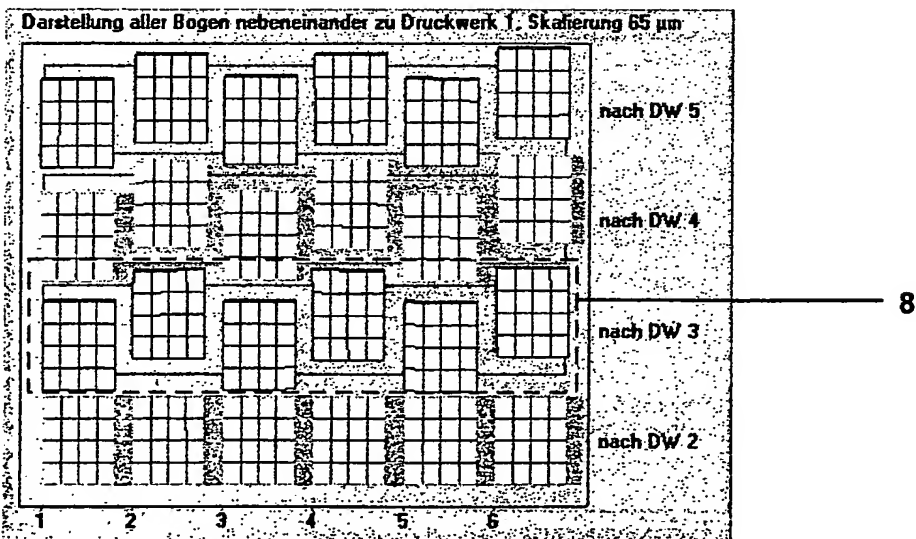 Darstellung aller Bogen nebeneinander zu Druckwerk 1, Skalierung 65 µm
nach DW 5
nach DW 4
8
nach DW 3
nach DW 2
1 2 3 4 5 6